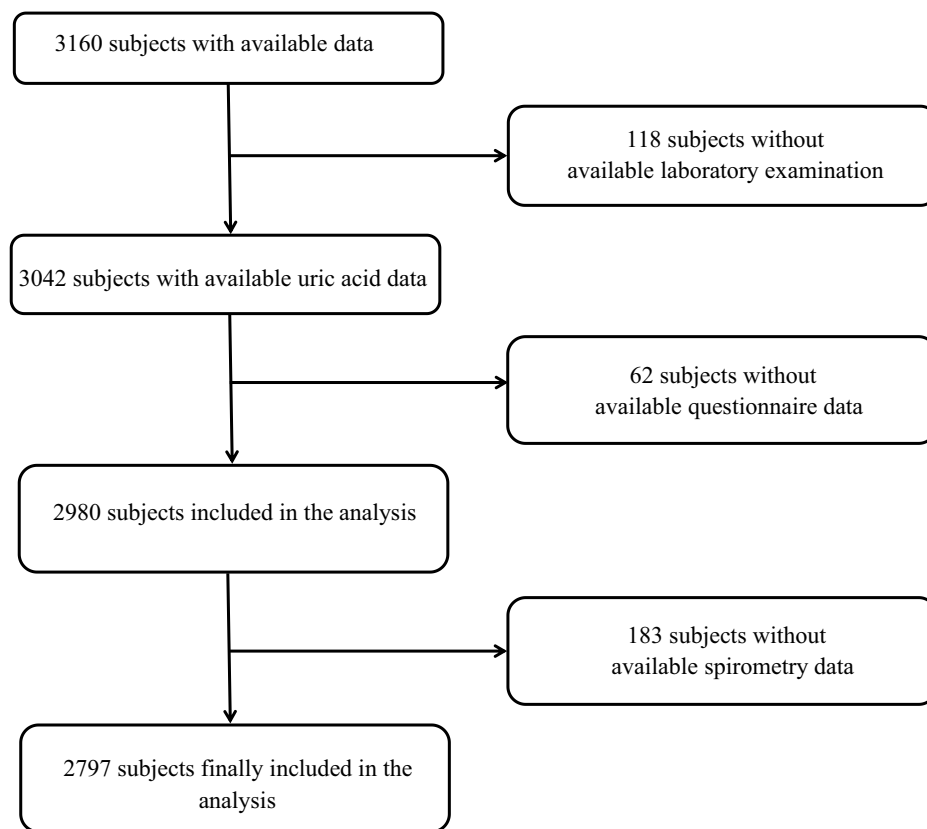 3160 subjects with available data
118 subjects without
available laboratory examination
3042 subjects with available uric acid data
62 subjects without
available questionnaire data
2980 subjects included in the analysis
183 subjects without
available spirometry data
2797 subjects finally included in the
analysis